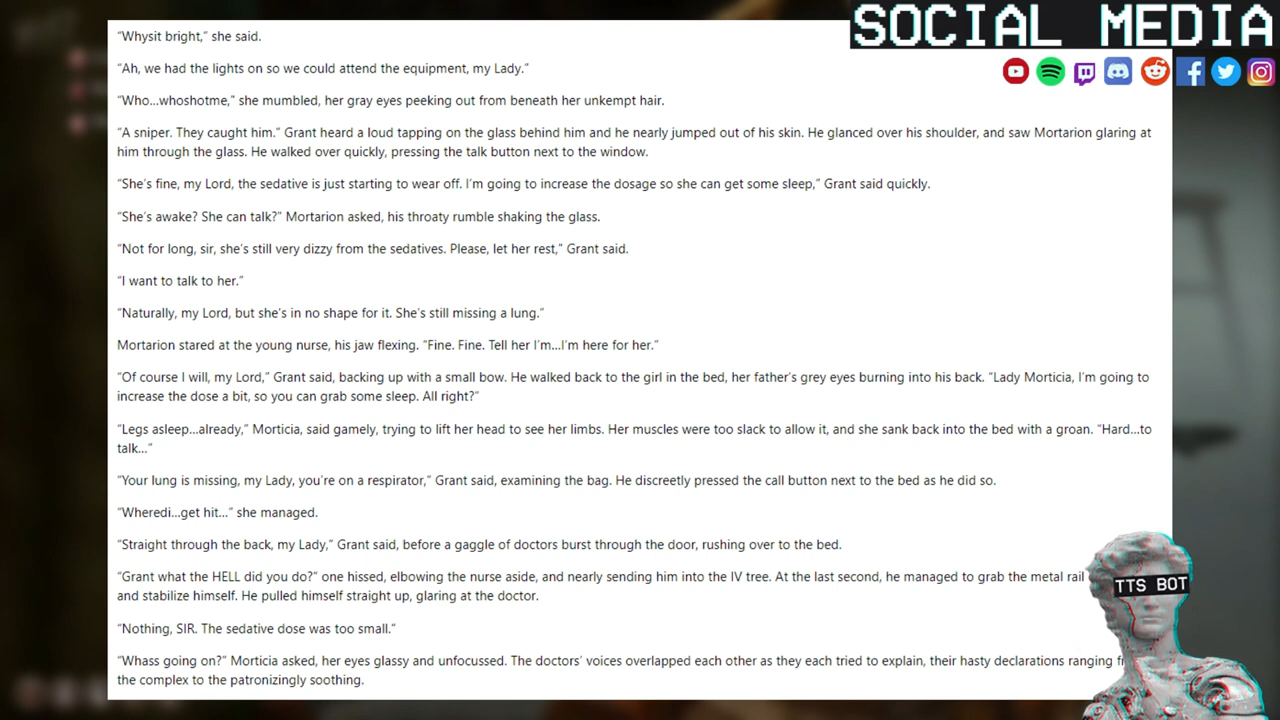 SOCIAL MEDIA
“Whysit bright,” she said.
“Ah, we had the lights on so we could attend the equipment, my Lady.”
“Who...whoshotme,” she mumbled, her gray eyes peeking out from beneath her unkempt hair.
“A sniper. They caught him.” Grant heard a loud tapping on the glass behind him and he nearly jumped out of his skin. He glanced over his shoulder, and saw Mortarion glaring at
him through the glass. He walked over quickly, pressing the talk button next to the window.
“She’s fine, my Lord, the sedative is just starting to wear off. I’m going to increase the dosage so she can get some sleep,” Grant said quickly.
“She’s awake? She can talk?” Mortarion asked, his throaty rumble shaking the glass.
“Not for long, sir, she’s still very dizzy from the sedatives. Please, let her rest,” Grant said.
“I want to talk to her.”
“Naturally, my Lord, but she’s in no shape for it. She’s still missing a lung.”
Mortarion stared at the young nurse, his jaw flexing. “Fine. Fine. Tell her I’m...I’m here for her.”
“Of course I will, my Lord,” Grant said, backing up with a small bow. He walked back to the girl in the bed, her father’s grey eyes burning into his back. “Lady Morticia, I’m going to
increase the dose a bit, so you can grab some sleep. All right?”
“Legs asleep...already,” Morticia, said gamely, trying to lift her head to see her limbs. Her muscles were too slack to allow it, and she sank back into the bed with a groan. “Hard...to
talk...”
“Your lung is missing, my Lady, you’re on a respirator,” Grant said, examining the bag. He discreetly pressed the call button next to the bed as he did so.
“Wheredi...get hit...” she managed.
“Straight through the back, my Lady,” Grant said, before a gaggle of doctors burst through the door, rushing over to the bed.
“Grant what the HELL did you do?” one hissed, elbowing the nurse aside, and nearly sending him into the IV tree. At the last second, he managed to grab the metal rail
and stabilize himself. He pulled himself straight up, glaring at the doctor.
“Nothing, SIR. The sedative dose was too small.”
“Whass going on?” Morticia asked, her eyes glassy and unfocussed. The doctors’ voices overlapped each other as they each tried to explain, their hasty declarations ranging
the complex to the patronizingly soothing.
TTS BOT